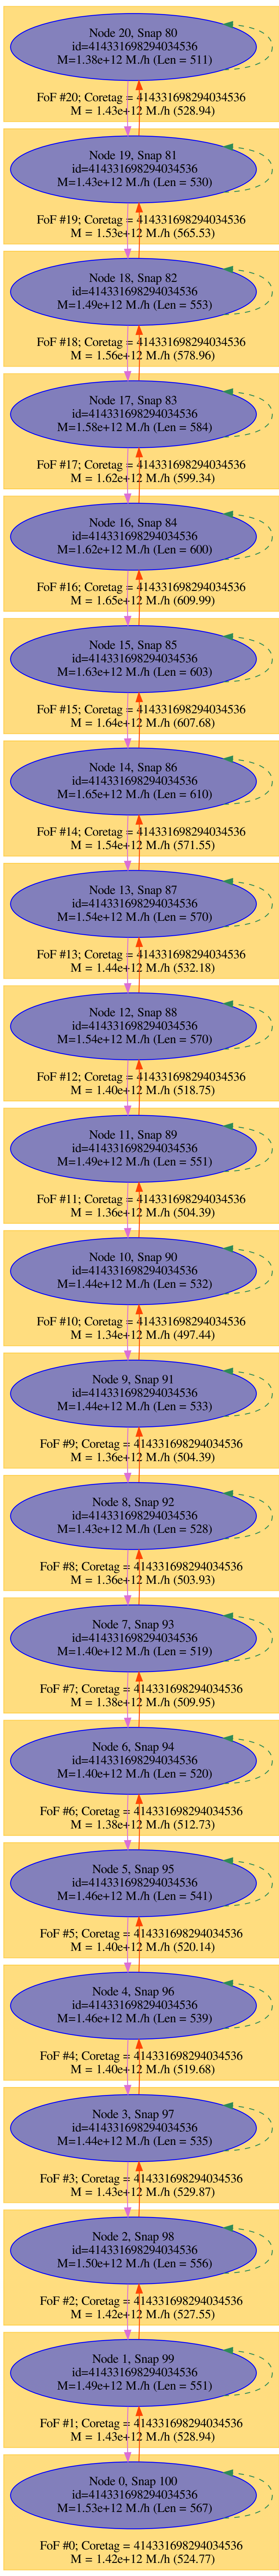 Node 20, Snap 80
id=414331698294034536
M=1.38e+12 M./h (Len = 511)
FoF #20; Coretag = 414331698294034536
M = 1.43e+12 M./h (528.94)
Node 19, Snap 81
id=414331698294034536
M=1.43e+12 M./h (Len = 530)
FoF #19; Coretag = 414331698294034536
M = 1.53e+12 M./h (565.53)
Node 18, Snap 82
id=414331698294034536
M=1.49e+12 M./h (Len = 553)
FoF #18; Coretag = 414331698294034536
M = 1.56e+12 M./h (578.96)
Node 17, Snap 83
id=414331698294034536
M=1.58e+12 M./h (Len = 584)
FoF #17; Coretag = 414331698294034536
M = 1.62e+12 M./h (599.34)
Node 16, Snap 84
id=414331698294034536
M=1.62e+12 M./h (Len = 600)
FoF #16; Coretag = 414331698294034536
M = 1.65e+12 M./h (609.99)
Node 15, Snap 85
id=414331698294034536
M=1.63e+12 M./h (Len = 603)
FoF #15; Coretag = 414331698294034536
M = 1.64e+12 M./h (607.68)
Node 14, Snap 86
id=414331698294034536
M=1.65e+12 M./h (Len = 610)
FoF #14; Coretag = 414331698294034536
M = 1.54e+12 M./h (571.55)
Node 13, Snap 87
id=414331698294034536
M=1.54e+12 M./h (Len = 570)
FoF #13; Coretag = 414331698294034536
M = 1.44e+12 M./h (532.18)
Node 12, Snap 88
id=414331698294034536
M=1.54e+12 M./h (Len = 570)
FoF #12; Coretag = 414331698294034536
M = 1.40e+12 M./h (518.75)
Node 11, Snap 89
id=414331698294034536
M=1.49e+12 M./h (Len = 551)
FoF #11; Coretag = 414331698294034536
M = 1.36e+12 M./h (504.39)
Node 10, Snap 90
id=414331698294034536
M=1.44e+12 M./h (Len = 532)
FoF #10; Coretag = 414331698294034536
M = 1.34e+12 M./h (497.44)
Node 9, Snap 91
id=414331698294034536
M=1.44e+12 M./h (Len = 533)
FoF #9; Coretag = 414331698294034536
M = 1.36e+12 M./h (504.39)
Node 8, Snap 92
id=414331698294034536
M=1.43e+12 M./h (Len = 528)
FoF #8; Coretag = 414331698294034536
M = 1.36e+12 M./h (503.93)
Node 7, Snap 93
id=414331698294034536
M=1.40e+12 M./h (Len = 519)
FoF #7; Coretag = 414331698294034536
M = 1.38e+12 M./h (509.95)
Node 6, Snap 94
id=414331698294034536
M=1.40e+12 M./h (Len = 520)
FoF #6; Coretag = 414331698294034536
M = 1.38e+12 M./h (512.73)
Node 5, Snap 95
id=414331698294034536
M=1.46e+12 M./h (Len = 541)
FoF #5; Coretag = 414331698294034536
M = 1.40e+12 M./h (520.14)
Node 4, Snap 96
id=414331698294034536
M=1.46e+12 M./h (Len = 539)
FoF #4; Coretag = 414331698294034536
M = 1.40e+12 M./h (519.68)
Node 3, Snap 97
id=414331698294034536
M=1.44e+12 M./h (Len = 535)
FoF #3; Coretag = 414331698294034536
M = 1.43e+12 M./h (529.87)
Node 2, Snap 98
id=414331698294034536
M=1.50e+12 M./h (Len = 556)
FoF #2; Coretag = 414331698294034536
M = 1.42e+12 M./h (527.55)
Node 1, Snap 99
id=414331698294034536
M=1.49e+12 M./h (Len = 551)
FoF #1; Coretag = 414331698294034536
M = 1.43e+12 M./h (528.94)
Node 0, Snap 100
id=414331698294034536
M=1.53e+12 M./h (Len = 567)
FoF #0; Coretag = 414331698294034536
M = 1.42e+12 M./h (524.77)